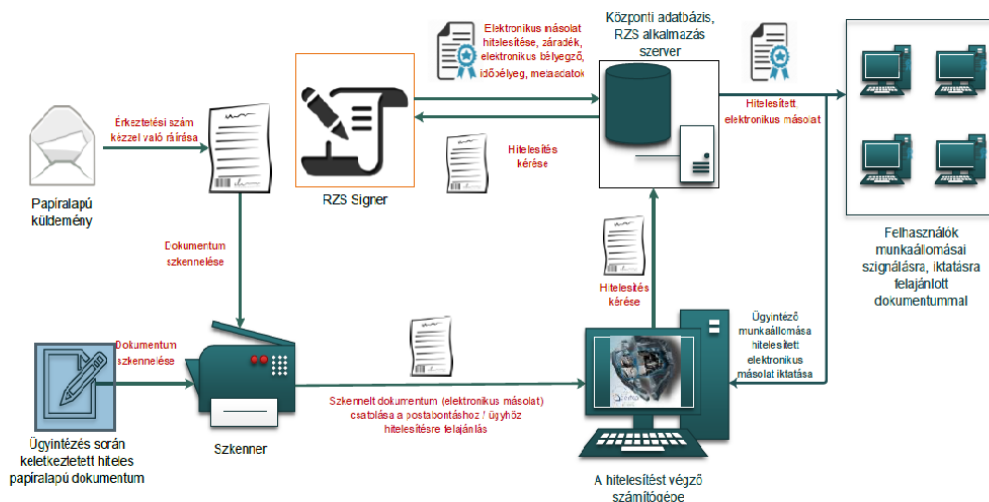 Elektronikus másolat
hitelesítése, záradék,
elektronikus bélyegző,
időbélyeg, metaadatok
Központi adatbázis,
RZS alkalmazás
szerver
Érkeztetési szám
kézzel való ráírása
Hitelesített
elektronikus másolat
Hitelesítés
kérése
Papíralapú
küldemény
RZS Signer
Felhasználók
munkaállomásai
szignálásra, iktatásra
felajánlott
dokumentummal
Dokumentum
szkennelése
Hitelesítés
kérése
Dokumentum
szkennelése
Ügyintéző
munkaállomása
hitelesített
elektronikus
másolat iktatása
Szkennelt dokumentum (elektronikus másolat)
csatolása a postabontáshoz / ügyhöz
hitelesítésre felajánlás
Ügyintézés során
keletkeztetett hiteles
papíralapú dokumentum
Szkenner
A hitelesítést végző
számítógépe